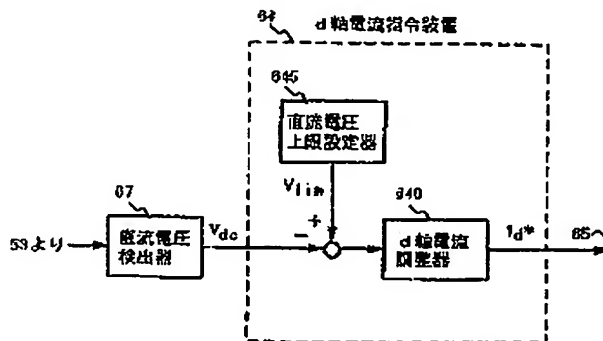 64
d軸電流指令装置
645
直流電圧
上限設定器
Vlim
67
640
53より
直流電圧
検出器
Vdc
+
−
d軸電流
調整器
id*
65へ